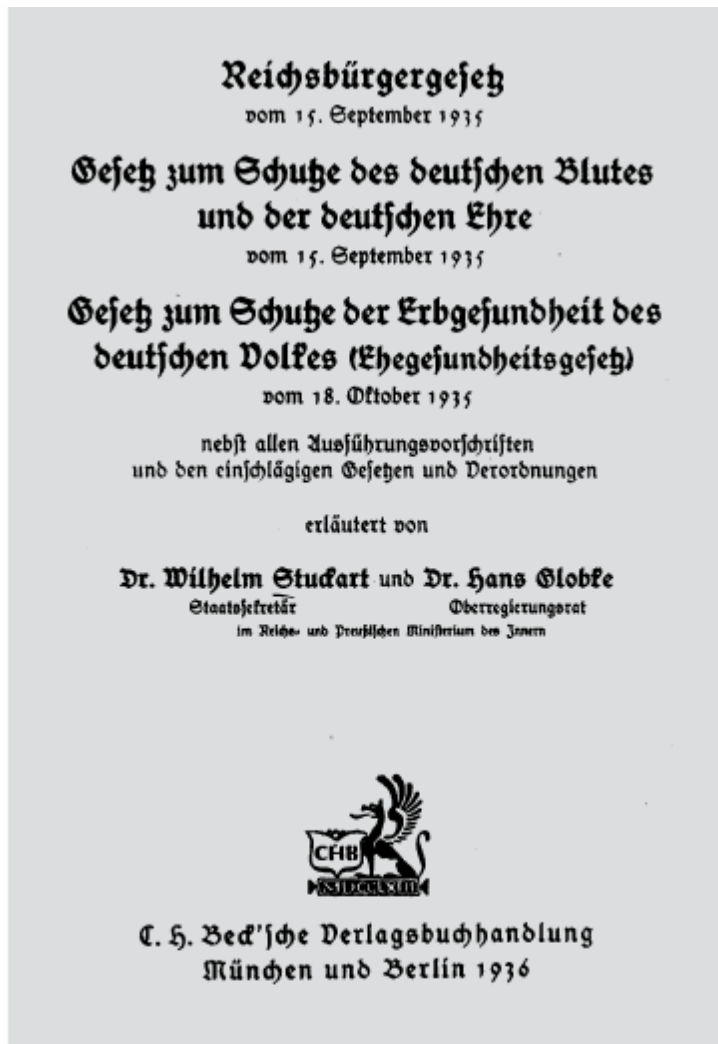 Reichsbürgergesetz
vom 15. September 1935
Gesetz zum Schutze des deutschen Blutes
und der deutschen Ehre
vom 15. September 1935
Gesetz zum Schutze der Erbgesundheit des
deutschen Volkes (Ehegesundheitsgesetz)
vom 18. Oktober 1935
nebst allen Ausführungsvorschriften
und den einschlägigen Gesetzen und Verordnungen
erläutert von
Dr. Wilhelm Stuckart und Dr. Hans Globke
Staatssekretär Oberregierungsrat
im Reichs- und Preußischen Ministerium des Innern
CHB
C. H. Beck'sche Verlagsbuchhandlung
München und Berlin 1936